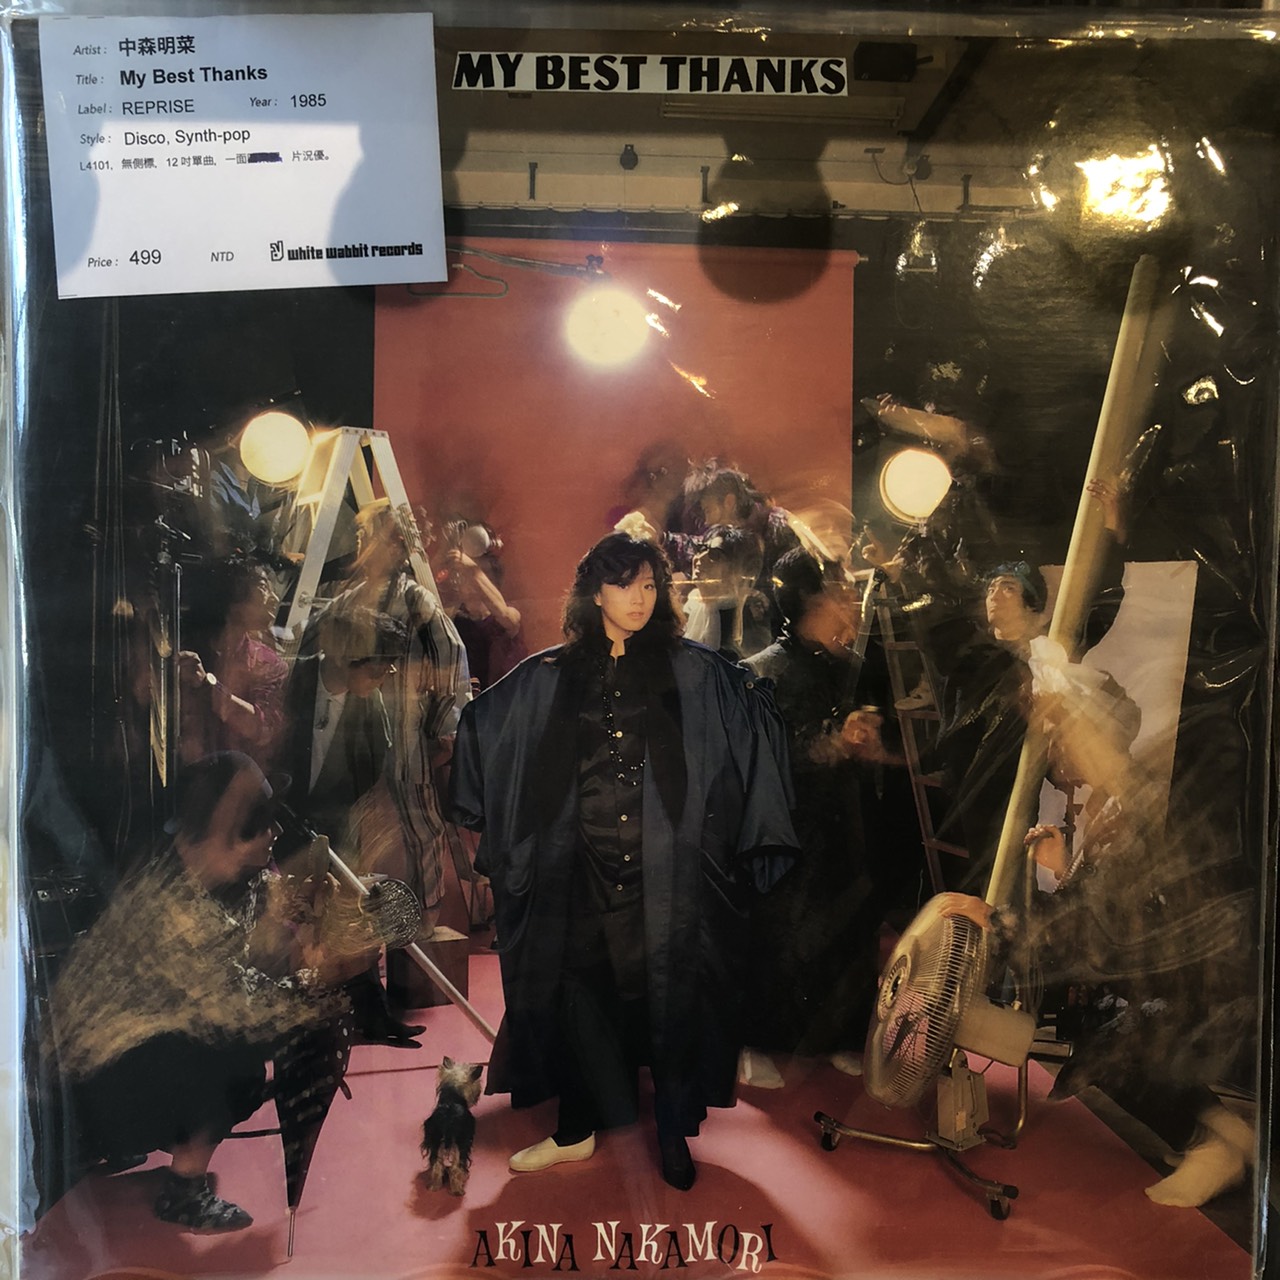 Artist : 中森明菜
Title : My Best Thanks
Label : REPRISE Year : 1985
Style : Disco, Synth-pop
L4101, 無側標, 12 吋單曲, 一面 片況優。
Price : 499 NTD white wabbit records
MY BEST THANKS
AKINA NAKAMORI